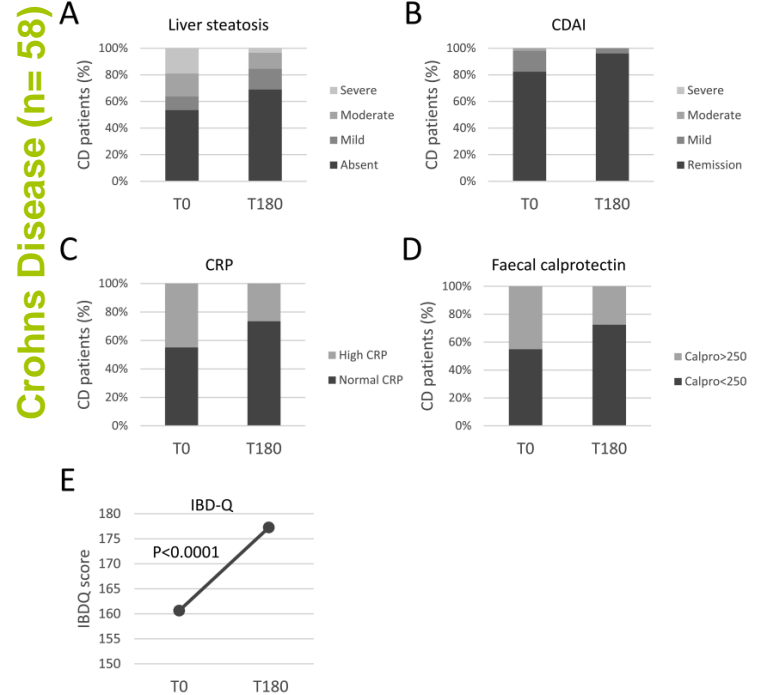 Crohns Disease (n= 58)
A
Liver steatosis
CD patients (%)
100%
80%
60%
40%
20%
0%
T0
T180
Severe
Moderate
Mild
Absent
B
CDAI
CD patients (%)
100%
80%
60%
40%
20%
0%
T0
T180
Severe
Moderate
Mild
Remission
C
CRP
CD patients (%)
100%
80%
60%
40%
20%
0%
T0
T180
High CRP
Normal CRP
D
Faecal calprotectin
CD patients (%)
100%
80%
60%
40%
20%
0%
T0
T180
Calpro>250
Calpro<250
E
IBD-Q
IBDQ score
180
175
170
165
160
155
150
P<0.0001
T0
T180